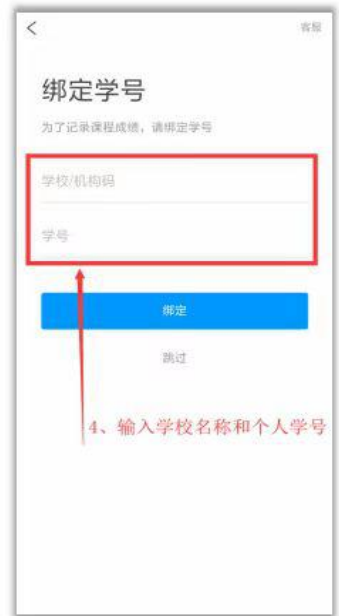 客服
绑定学号
为了记录课程成绩，请绑定学号
学校/机构码
学号
绑定
跳过
4、输入学校名称和个人学号